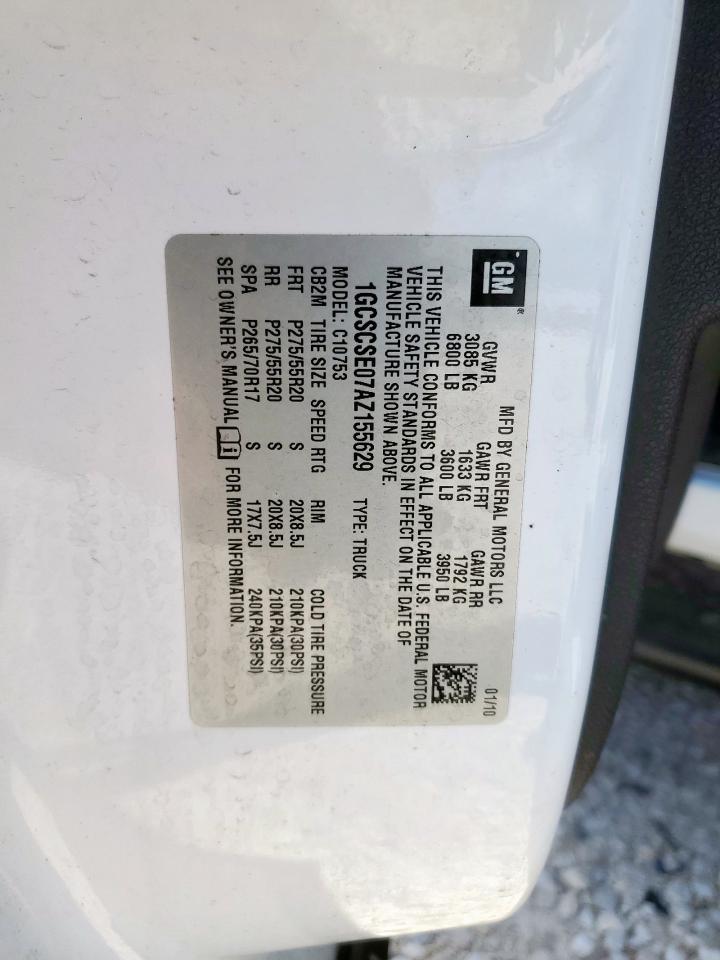 GM®
MFD BY GENERAL MOTORS LLC 01/10
GVWR GAWR FRT GAWR RR
3085 KG 1633 KG 1792 KG
6800 LB 3600 LB 3950 LB
THIS VEHICLE CONFORMS TO ALL APPLICABLE U.S. FEDERAL MOTOR
VEHICLE SAFETY STANDARDS IN EFFECT ON THE DATE OF
MANUFACTURE SHOWN ABOVE.
1GCSCSE07AZ155629 TYPE: TRUCK
MODEL: C10753
CB2M TIRE SIZE SPEED RTG RIM COLD TIRE PRESSURE
FRT P275/55R20 S 20X8.5J 210KPA(30PSI)
RR P275/55R20 S 20X8.5J 210KPA(30PSI)
SPA P265/70R17 S 17X7.5J 240KPA(35PSI)
SEE OWNER'S MANUAL FOR MORE INFORMATION.